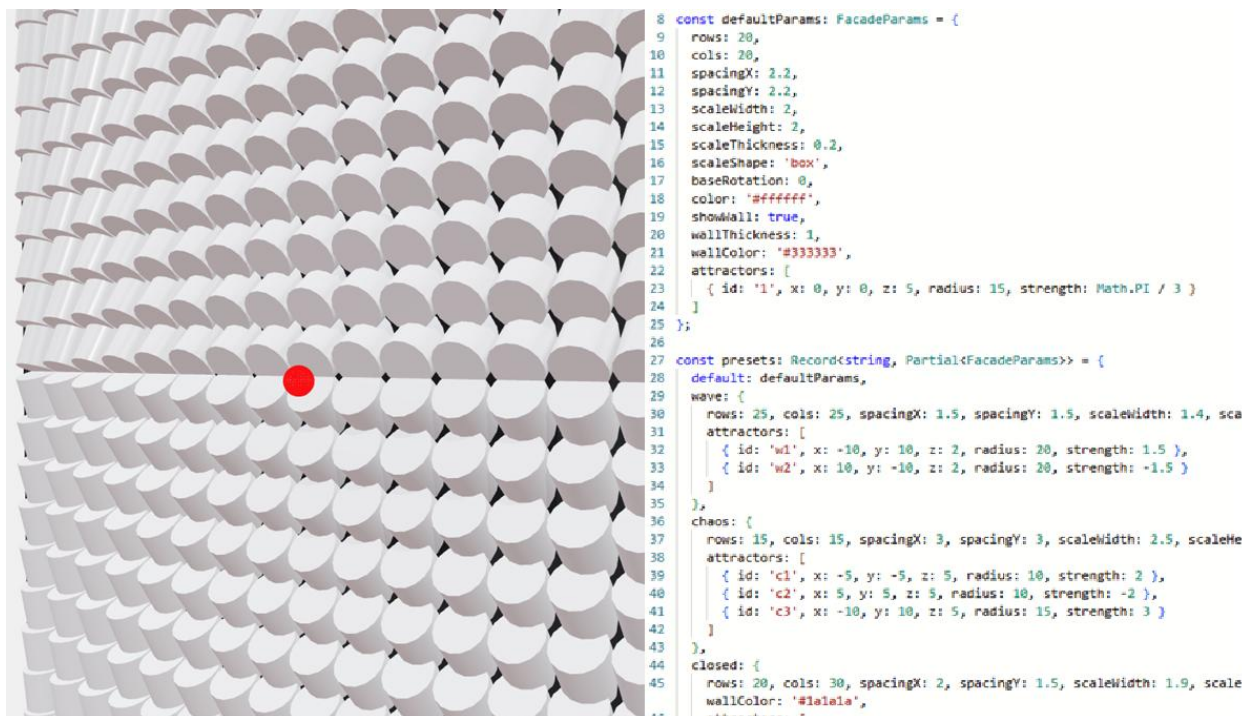 8 const defaultParams: FacadeParams = {
9 rows: 20,
10 cols: 20,
11 spacingX: 2.2,
12 spacingY: 2.2,
13 scaleWidth: 2,
14 scaleHeight: 2,
15 scaleThickness: 0.2,
16 scaleShape: 'box',
17 baseRotation: 0,
18 color: '#ffffff',
19 showWall: true,
20 wallThickness: 1,
21 wallColor: '#333333',
22 attractors: [
23 { id: '1', x: 0, y: 0, z: 5, radius: 15, strength: Math.PI / 3 }
24 ]
25 };
26
27 const presets: Record<string, Partial<FacadeParams>> = {
28 default: defaultParams,
29 wave: {
30 rows: 25, cols: 25, spacingX: 1.5, spacingY: 1.5, scaleWidth: 1.4, sca
31 attractors: [
32 { id: 'w1', x: -10, y: 10, z: 2, radius: 20, strength: 1.5 },
33 { id: 'w2', x: 10, y: -10, z: 2, radius: 20, strength: -1.5 }
34 ]
35 },
36 chaos: {
37 rows: 15, cols: 15, spacingX: 3, spacingY: 3, scaleWidth: 2.5, scaleHe
38 attractors: [
39 { id: 'c1', x: -5, y: -5, z: 5, radius: 10, strength: 2 },
40 { id: 'c2', x: 5, y: 5, z: 5, radius: 10, strength: -2 },
41 { id: 'c3', x: -10, y: 10, z: 5, radius: 15, strength: 3 }
42 ]
43 },
44 closed: {
45 rows: 20, cols: 30, spacingX: 2, spacingY: 1.5, scaleWidth: 1.9, scale
wallColor: '#1a1a1a',